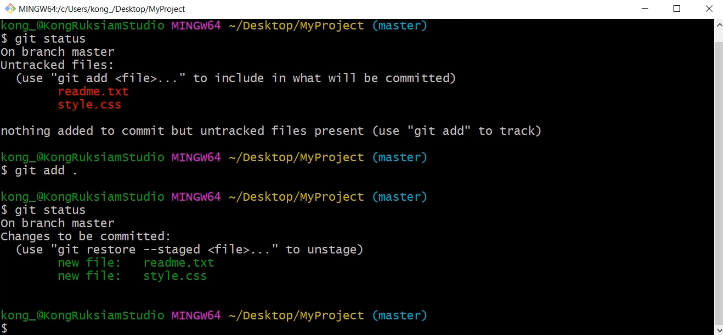 MINGW64:/c/Users/kong_/Desktop/MyProject
kong_@KongRuksiamStudio MINGW64 ~/Desktop/MyProject (master)
$ git status
On branch master
Untracked files:
  (use "git add <file>..." to include in what will be committed)
        readme.txt
        style.css
nothing added to commit but untracked files present (use "git add" to track)
kong_@KongRuksiamStudio MINGW64 ~/Desktop/MyProject (master)
$ git add .
kong_@KongRuksiamStudio MINGW64 ~/Desktop/MyProject (master)
$ git status
On branch master
Changes to be committed:
  (use "git restore --staged <file>..." to unstage)
        new file:   readme.txt
        new file:   style.css
kong_@KongRuksiamStudio MINGW64 ~/Desktop/MyProject (master)
$